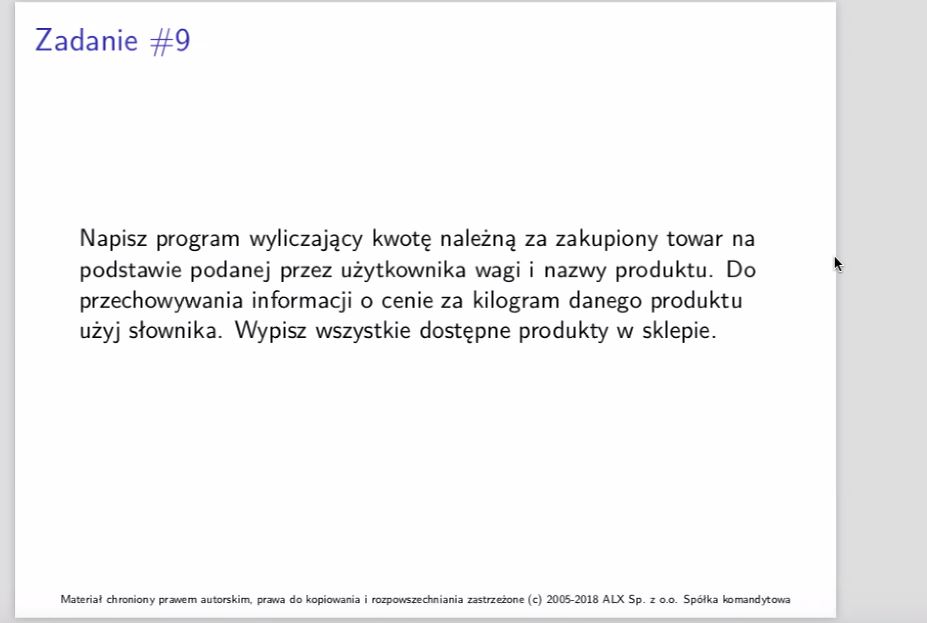 Zadanie #9
Napisz program wyliczający kwotę należną za zakupiony towar na
podstawie podanej przez użytkownika wagi i nazwy produktu. Do
przechowywania informacji o cenie za kilogram danego produktu
użyj słownika. Wypisz wszystkie dostępne produkty w sklepie.
Materiał chroniony prawem autorskim, prawa do kopiowania i rozpowszechniania zastrzeżone (c) 2005-2018 ALX Sp. z o.o. Spółka komandytowa